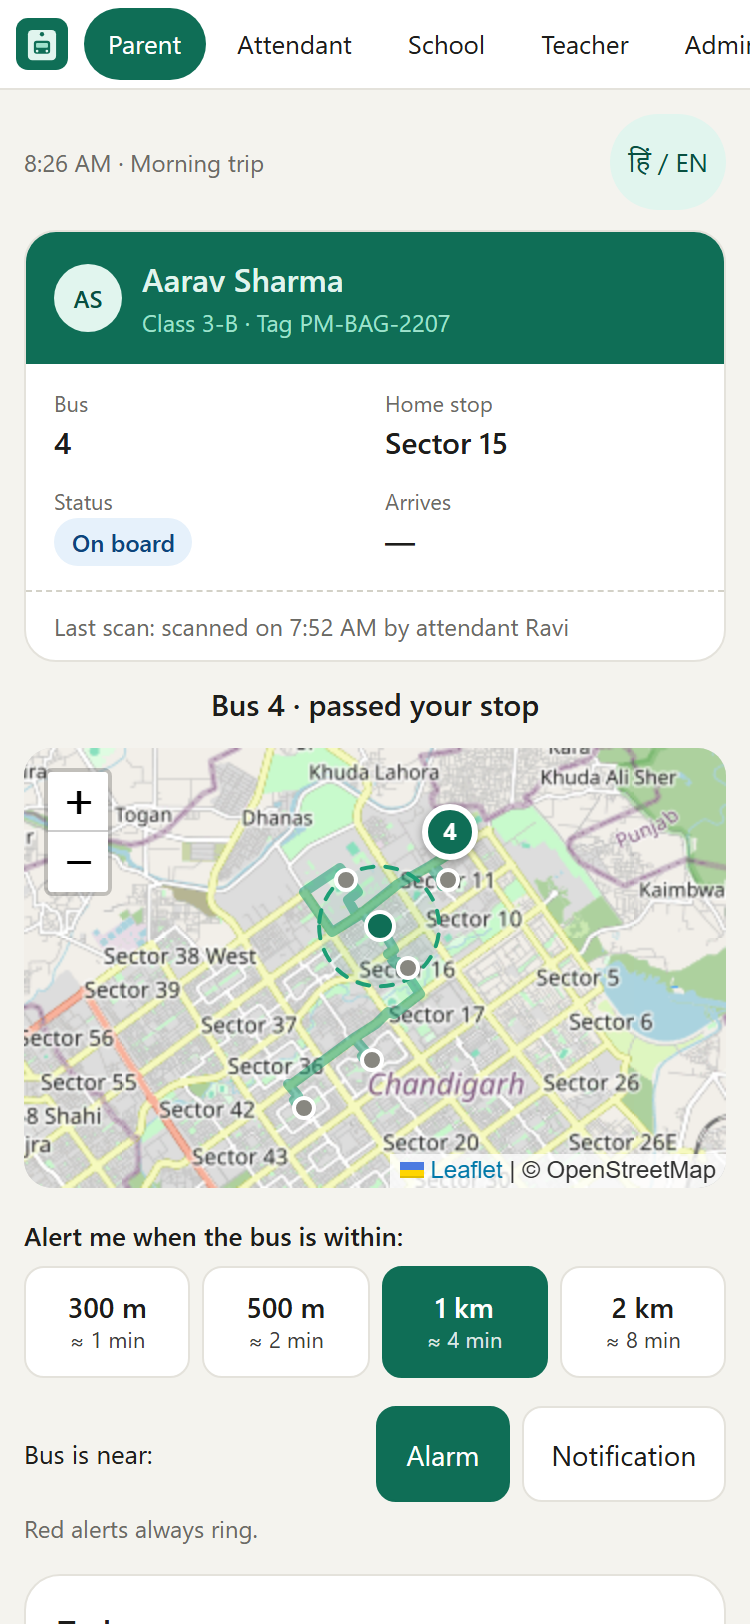 Parent Attendant School Teacher
8:26 AM · Morning trip
हिं / EN
AS
Aarav Sharma
Class 3-B · Tag PM-BAG-2207
Bus
4
Home stop
Sector 15
Status
On board
Arrives
—
Last scan: scanned on 7:52 AM by attendant Ravi
Bus 4 · passed your stop
+
−
Khuda Lahora
Khuda Ali Sher
Togan
Dhanas
4
Punjab
11
Kaimbwa
Sector 10
Sector 38 West
16
Sector 5
Sector 39
Sector 17
Sector 37
Sector 6
ector 56
Sector 36
Sector 55
Chandigarh
Sector 26
8 Shahi
Sector 42
jra
Sector 20
Sector 26E
Sector 43
Leaflet | © OpenStreetMap
Alert me when the bus is within:
300 m
≈ 1 min
500 m
≈ 2 min
1 km
≈ 4 min
2 km
≈ 8 min
Bus is near:
Alarm
Notification
Red alerts always ring.